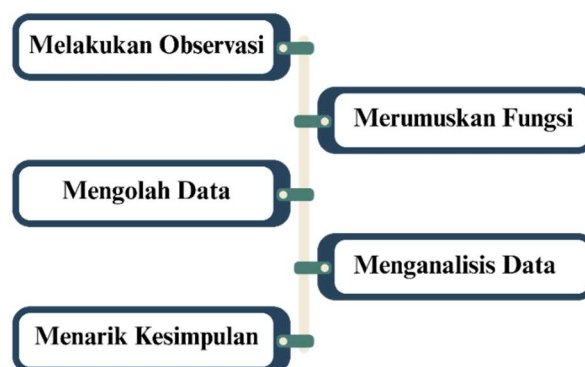 Melakukan Observasi
Merumuskan Fungsi
Mengolah Data
Menganalisis Data
Menarik Kesimpulan